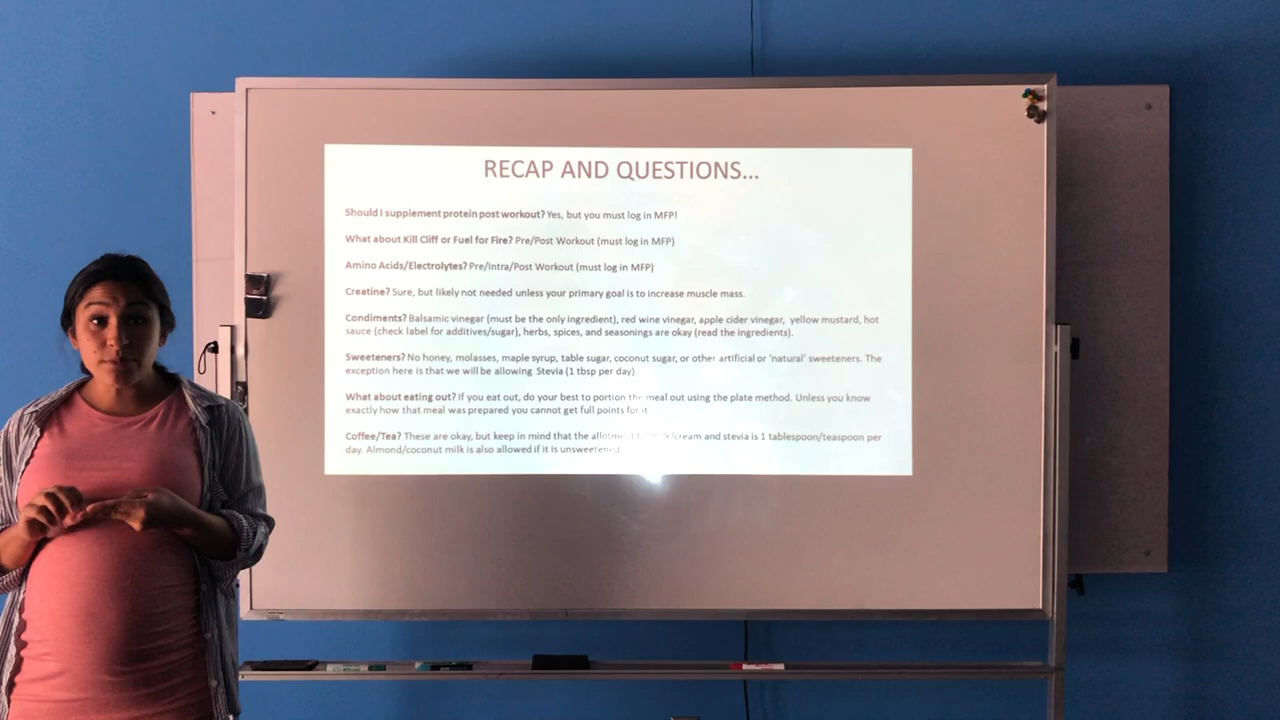 RECAP AND QUESTIONS...
Should I supplement protein post workout? Yes, but you must log in MFP!
What about Kill Cliff or Fuel for Fire? Pre/Post Workout (must log in MFP)
Amino Acids/Electrolytes? Pre/Intra/Post Workout (must log in MFP)
Creatine? Sure, but likely not needed unless your primary goal is to increase muscle mass.
Condiments? Balsamic vinegar (must be the only ingredient), red wine vinegar, apple cider vinegar, yellow mustard, hot
sauce (check label for additives/sugar), herbs, spices, and seasonings are okay (read the ingredients).
Sweeteners? No honey, molasses, maple syrup, table sugar, coconut sugar, or other artificial or 'natural' sweeteners. The
exception here is that we will be allowing Stevia (1 tbsp per day)
What about eating out? If you eat out, do your best to portion the meal out using the plate method. Unless you know
exactly how that meal was prepared you cannot get full points for it
Coffee/Tea? These are okay, but keep in mind that the allotment /cream and stevia is 1 tablespoon/teaspoon per
day. Almond/coconut milk is also allowed if it is unsweetened